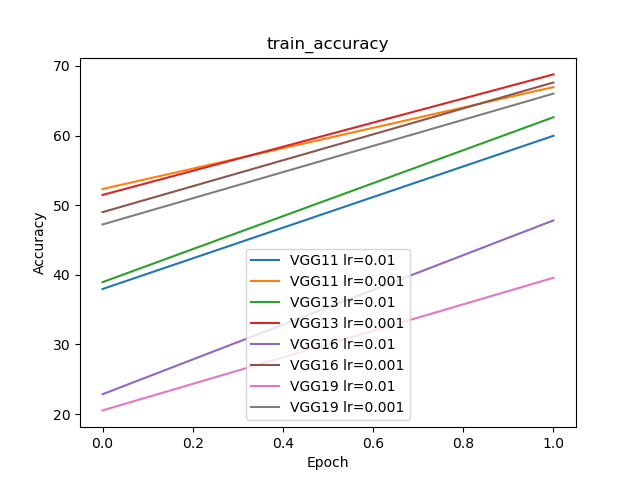 train_accuracy
70
60
50
40
30
20
Accuracy
VGG11 lr=0.01
VGG11 lr=0.001
VGG13 lr=0.01
VGG13 lr=0.001
VGG16 lr=0.01
VGG16 lr=0.001
VGG19 lr=0.01
VGG19 lr=0.001
0.0 0.2 0.4 0.6 0.8 1.0
Epoch